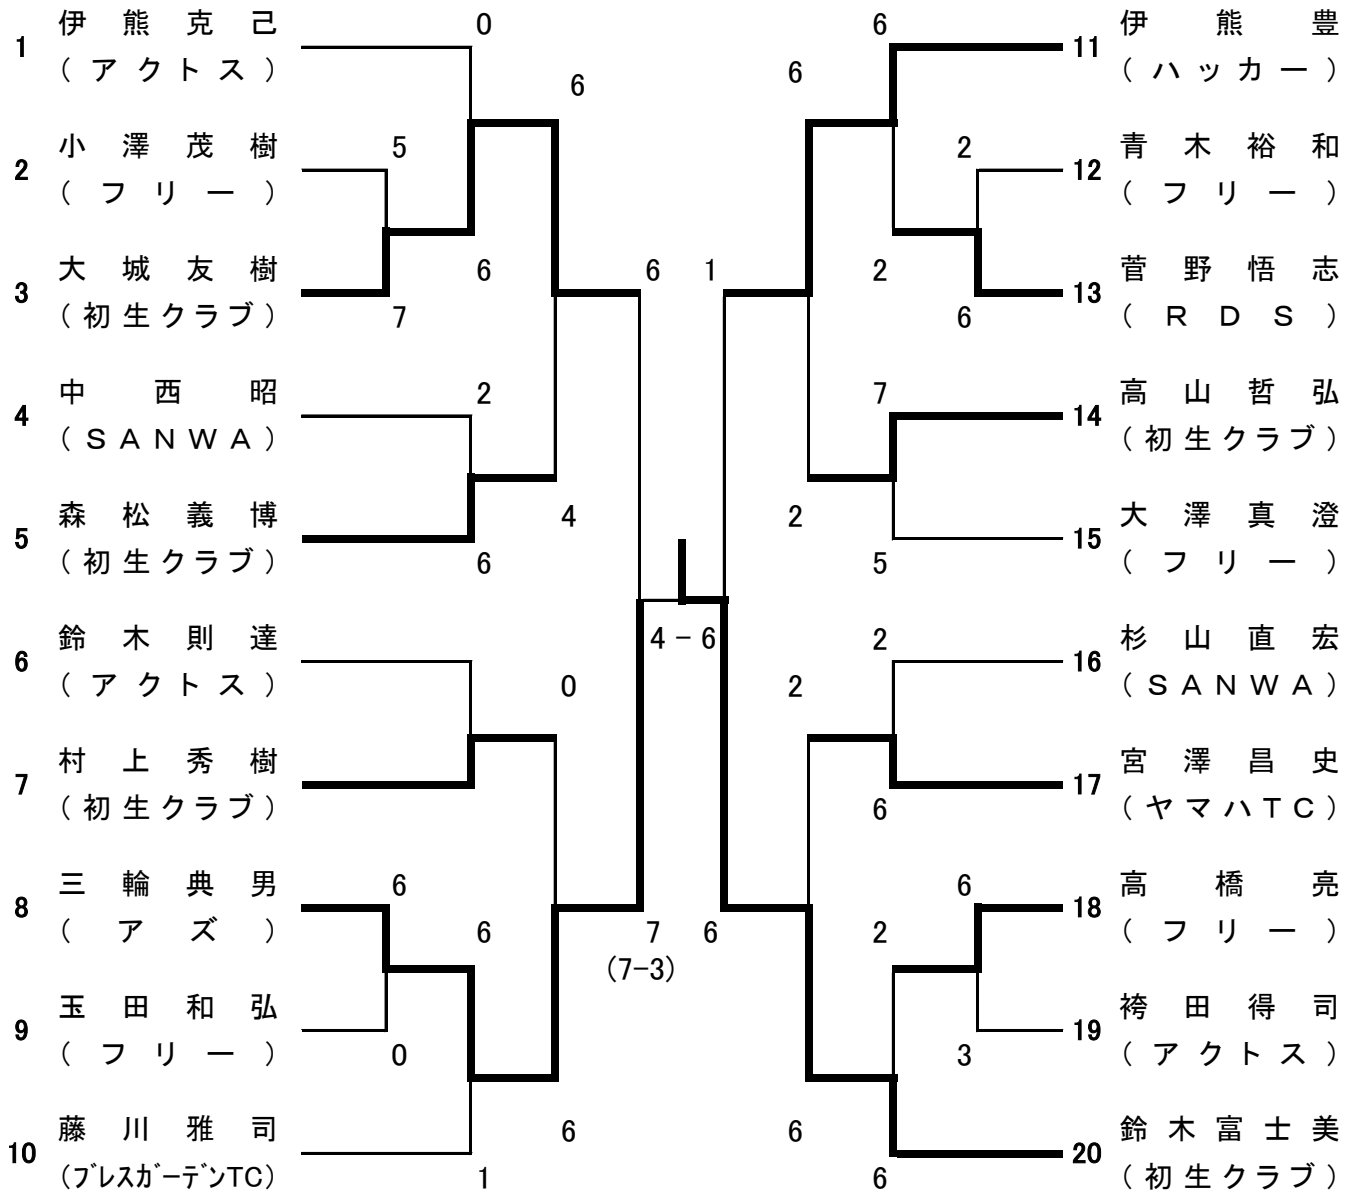 1 伊熊克己 0
(アクトス)
6
2 小澤茂樹 5
(フリー)
3 大城友樹 6
(初生クラブ) 7
6
4 中西昭 2
(SANWA)
5 森松義博 4
(初生クラブ) 6
6 鈴木則達
(アクトス) 0
7 村上秀樹
(初生クラブ)
8 三輪典男 6
(アズ) 6
7
(7-3)
9 玉田和弘
(フリー) 0
10 藤川雅司 6
(ブレスガーデンTC) 1
4 - 6
6 11 伊熊豊
6 (ハッカー)
2 12 青木裕和
(フリー)
1
2 13 菅野悟志
6 (RDS)
7 14 高山哲弘
(初生クラブ)
2 15 大澤真澄
5 (フリー)
2 16 杉山直宏
2 (SANWA)
17 宮澤昌史
6 (ヤマハTC)
6 18 高橋亮
6 2 (フリー)
19 袴田得司
3 (アクトス)
6 20 鈴木富士美
6 (初生クラブ)